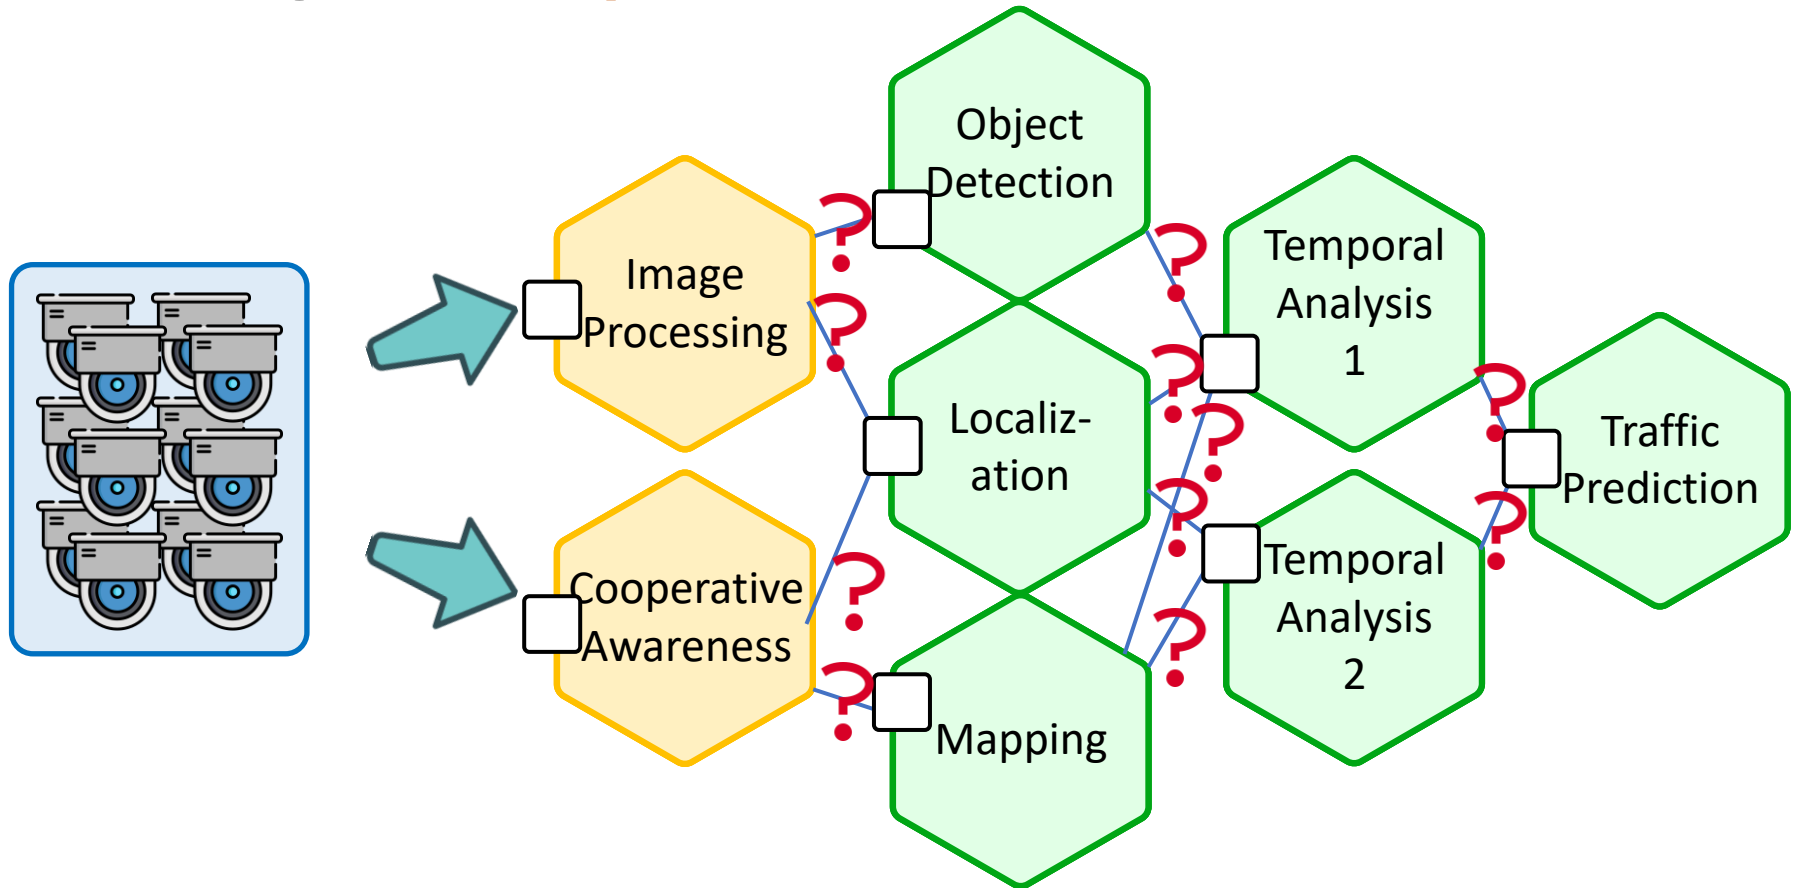 Object
Detection
Image
Processing
Temporal
Analysis
1
Localiz-
ation
Traffic
Prediction
Cooperative
Awareness
Temporal
Analysis
2
Mapping
?
?
?
?
?
?
?
?
?
?
?